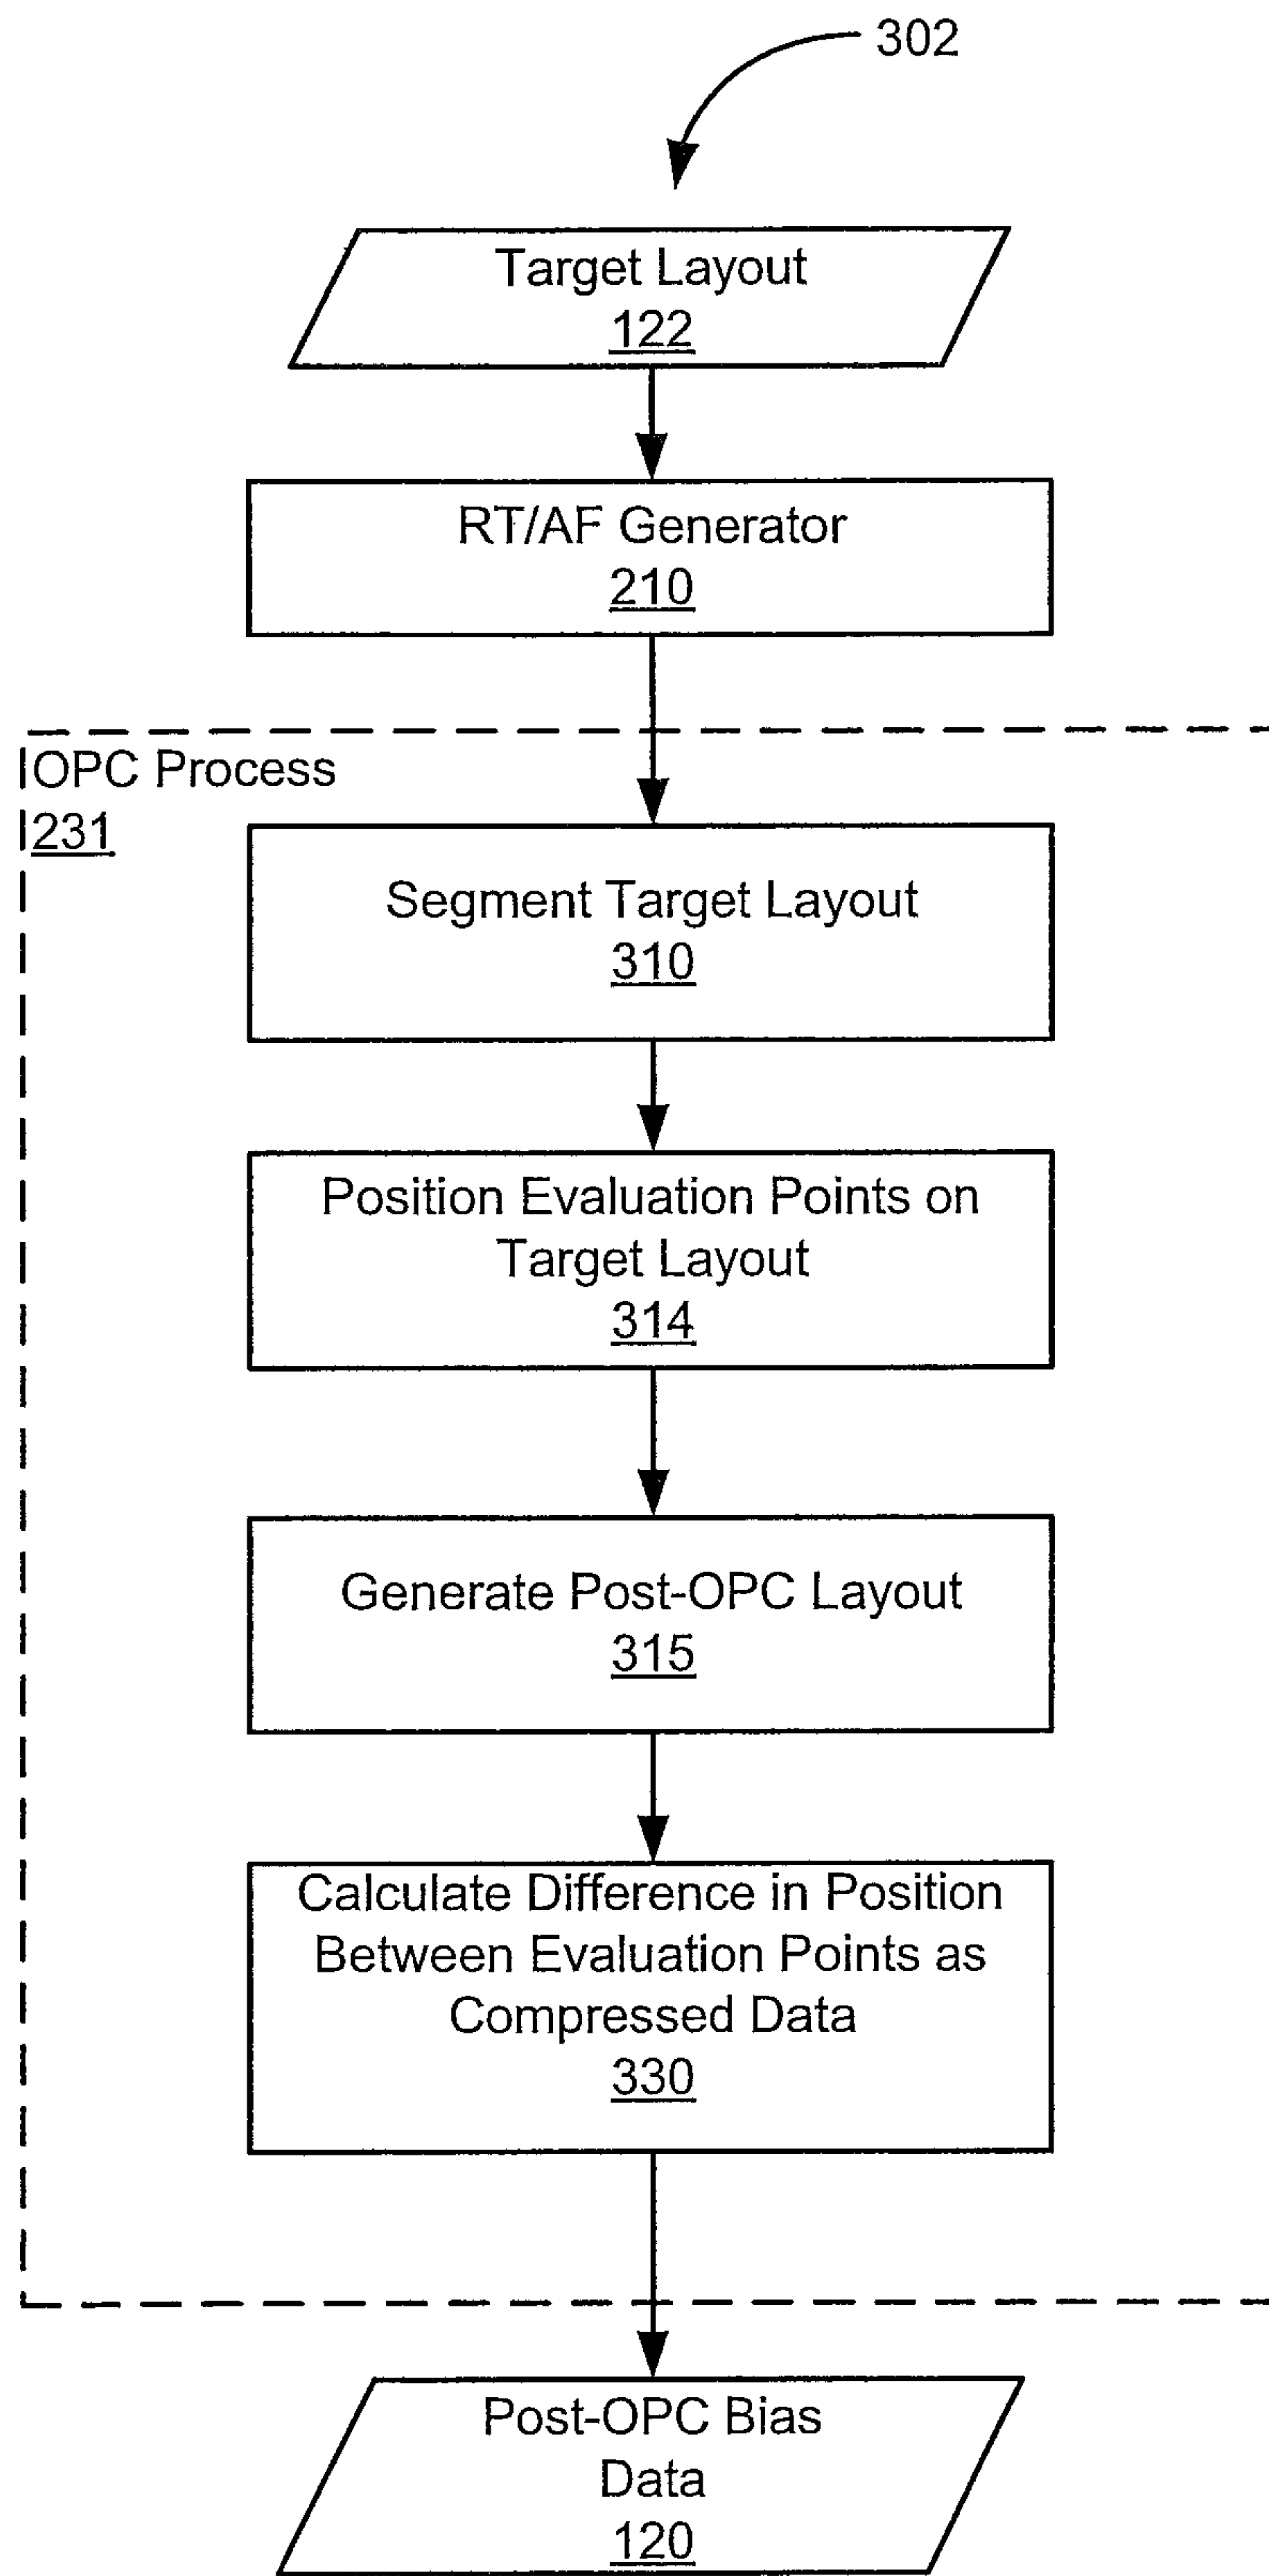 302
Target Layout
122
RT/AF Generator
210
OPC Process
231
Segment Target Layout
310
Position Evaluation Points on
Target Layout
314
Generate Post-OPC Layout
315
Calculate Difference in Position
Between Evaluation Points as
Compressed Data
330
Post-OPC Bias
Data
120